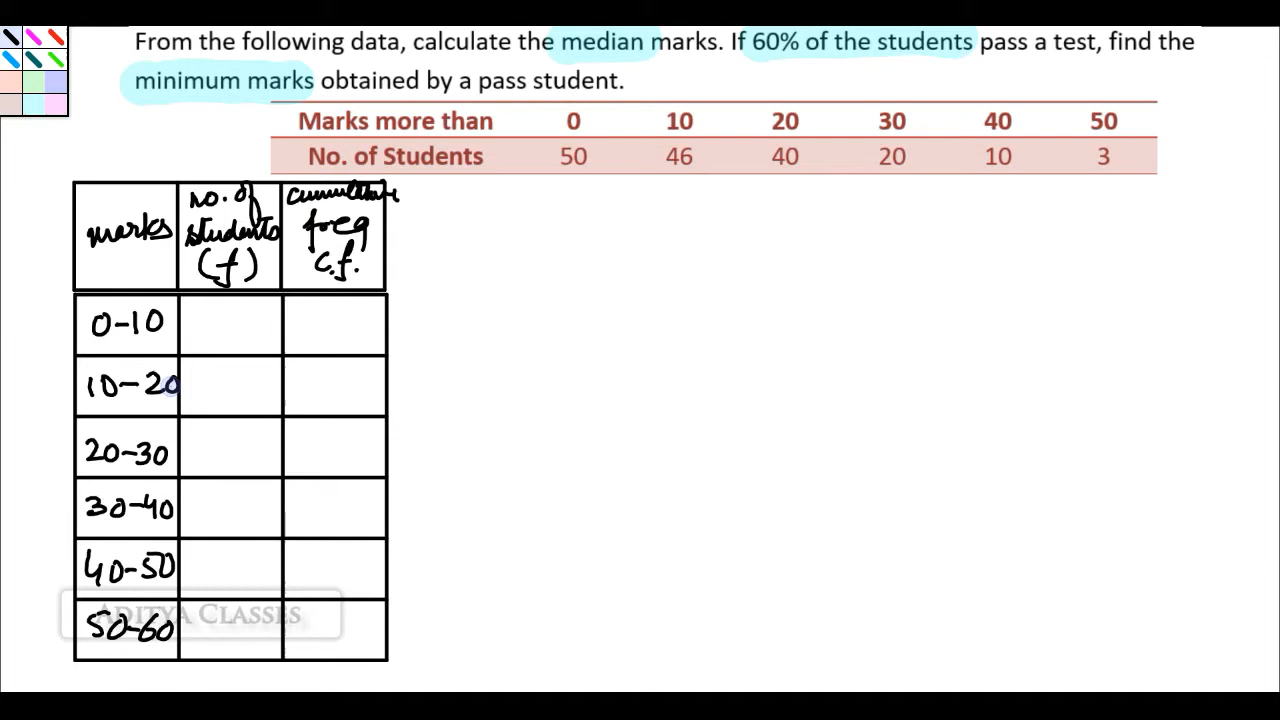 From the following data, calculate the median marks. If 60% of the students pass a test, find the
minimum marks obtained by a pass student.
Marks more than 0 10 20 30 40 50
No. of Students 50 46 40 20 10 3
marks
no. of
students
(f)
cumulative
freq
c.f.
0-10
10-20
20-30
30-40
40-50
50-60
ADITYA CLASSES